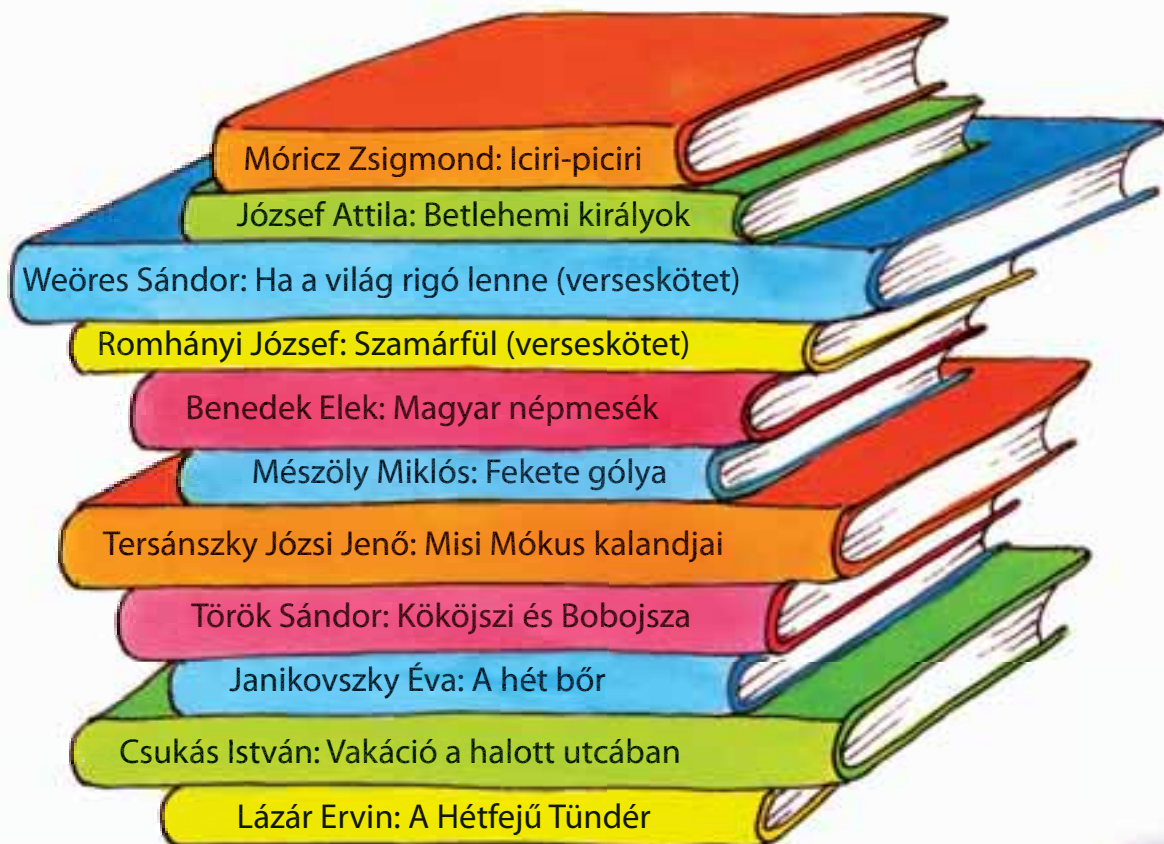 Móricz Zsigmond: Iciri-piciri
József Attila: Betlehemi királyok
Weöres Sándor: Ha a világ rigó lenne (verseskötet)
Romhányi József: Szamárfül (verseskötet)
Benedek Elek: Magyar népmesék
Mészöly Miklós: Fekete gólya
Tersánszky Józsi Jenő: Misi Mókus kalandjai
Török Sándor: Kököjszi és Bobojsza
Janikovszky Éva: A hét bőr
Csukás István: Vakáció a halott utcában
Lázár Ervin: A Hétfejű Tündér